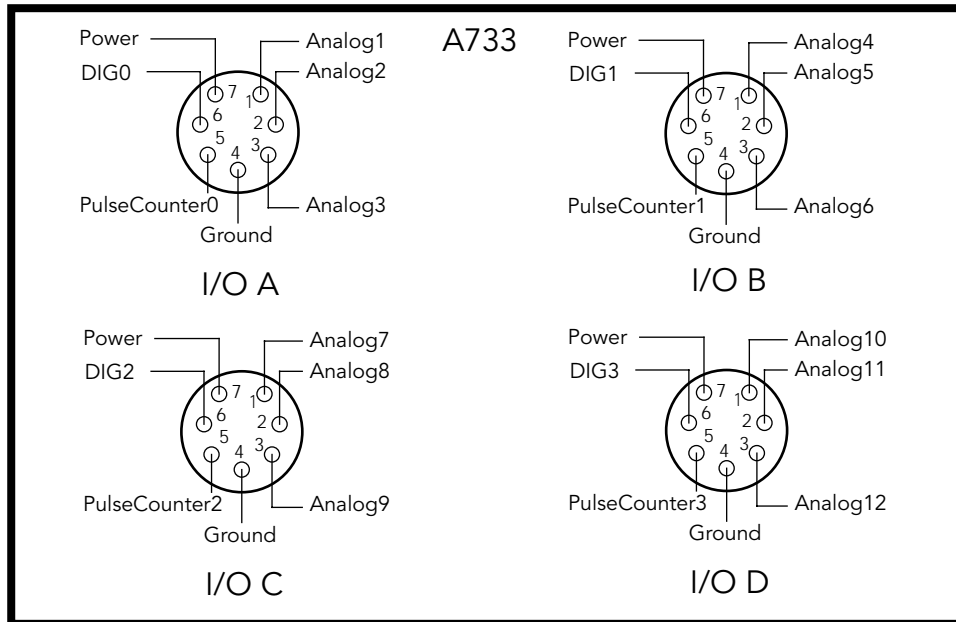 A733
Power
Analog1
DIG0
Analog2
7
1
6
2
5
3
4
PulseCounter0
Analog3
Ground
I/O A
Power
Analog4
DIG1
Analog5
7
1
6
2
5
3
4
PulseCounter1
Analog6
Ground
I/O B
Power
Analog7
DIG2
Analog8
7
1
6
2
5
3
4
PulseCounter2
Analog9
Ground
I/O C
Power
Analog10
DIG3
Analog11
7
1
6
2
5
3
4
PulseCounter3
Analog12
Ground
I/O D